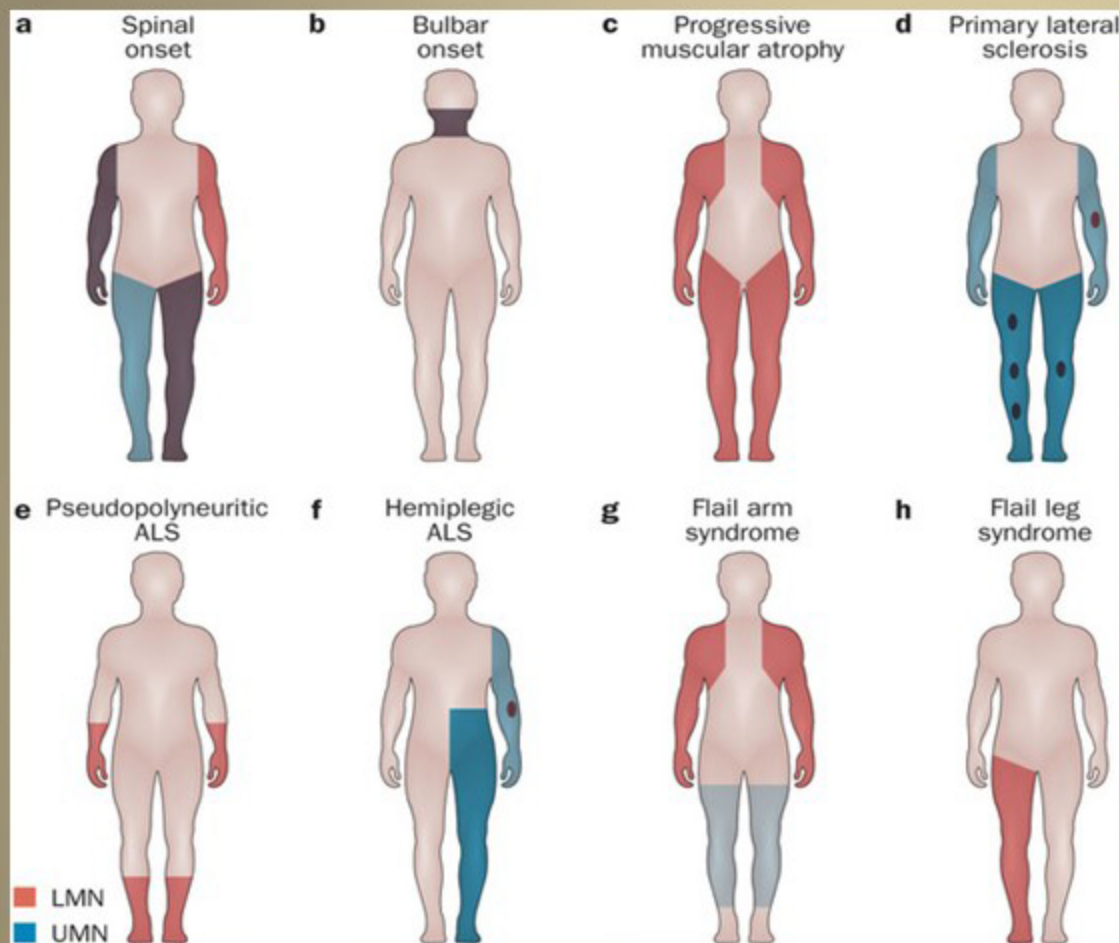 a Spinal onset
b Bulbar onset
c Progressive muscular atrophy
d Primary lateral sclerosis
e Pseudopolyneuritic ALS
f Hemiplegic ALS
g Flail arm syndrome
h Flail leg syndrome
LMN
UMN